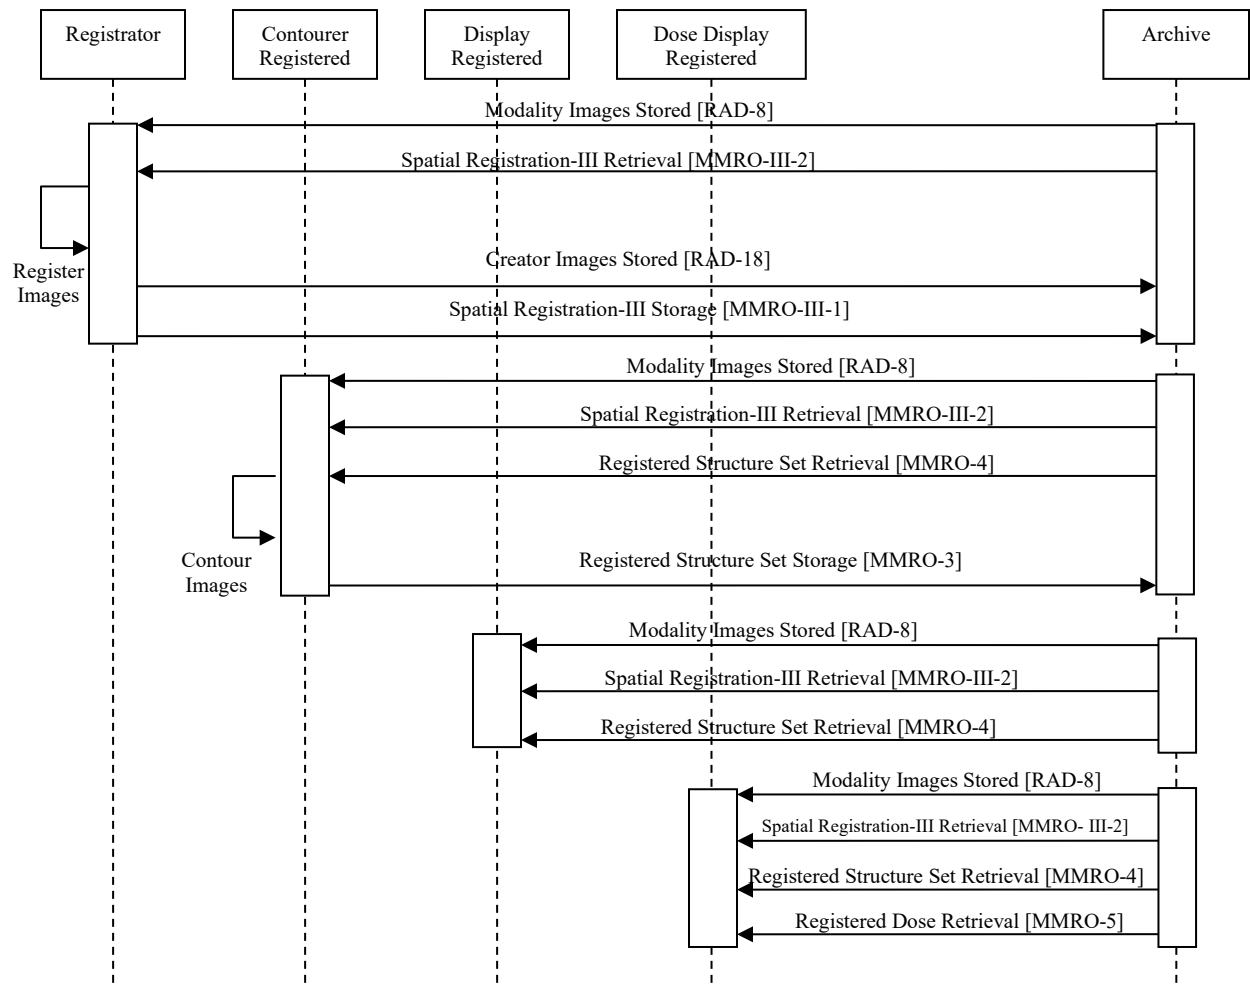 Registrator
Contourer
Registered
Display
Registered
Dose Display
Registered
Archive
Modality Images Stored [RAD-8]
Spatial Registration-III Retrieval [MMRO-III-2]
Register
Images
Creator Images Stored [RAD-18]
Spatial Registration-III Storage [MMRO-III-1]
Modality Images Stored [RAD-8]
Spatial Registration-III Retrieval [MMRO-III-2]
Registered Structure Set Retrieval [MMRO-4]
Contour
Images
Registered Structure Set Storage [MMRO-3]
Modality Images Stored [RAD-8]
Spatial Registration-III Retrieval [MMRO-III-2]
Registered Structure Set Retrieval [MMRO-4]
Modality Images Stored [RAD-8]
Spatial Registration-III Retrieval [MMRO- III-2]
Registered Structure Set Retrieval [MMRO-4]
Registered Dose Retrieval [MMRO-5]